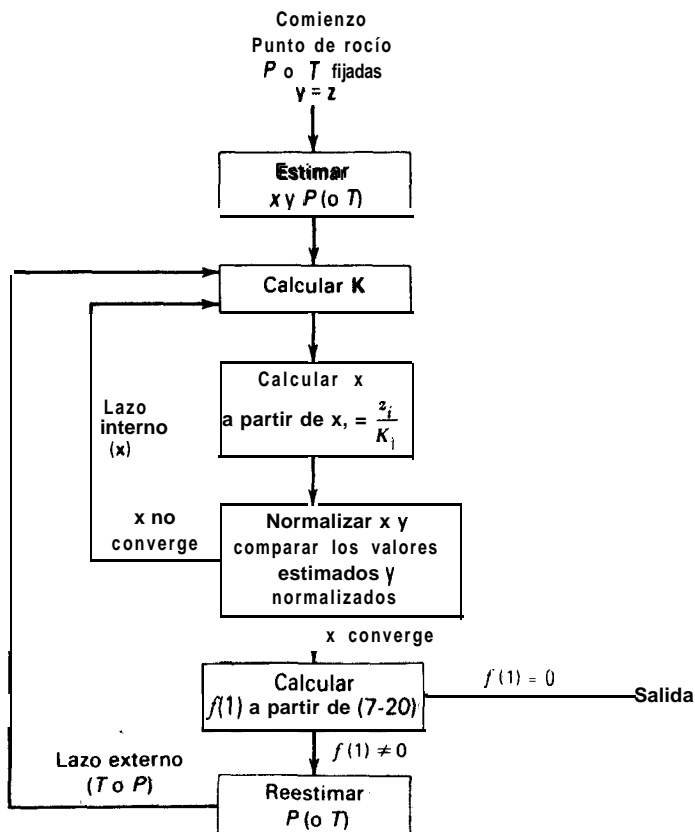 Comienzo
Punto de rocío
P o T fijadas
y = z
Estimar
x y P (o T)
Calcular K
Calcular x
a partir de x, = z_i / K_i
Lazo
interno
(x)
x no
converge
Normalizar x y
comparar los valores
estimados y
normalizados
x converge
Calcular
f(1) a partir de (7-20)
f(1) = 0
Salida
f(1) ≠ 0
Lazo externo
(T o P)
Reestimar
P (o T)